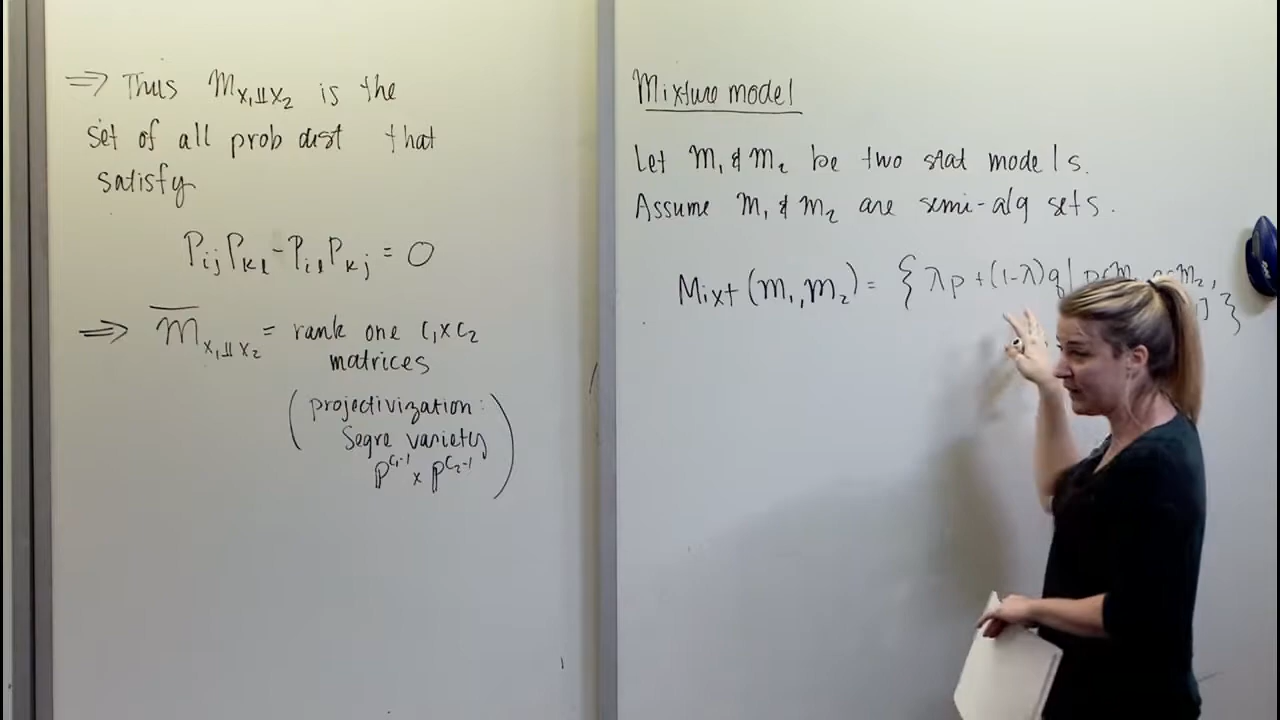 ⇒ Thus M_{X₁⫫X₂} is the
set of all prob dist that
satisfy
P_{ij}P_{kl} - P_{il}P_{kj} = 0
⇒ \overline{M}_{X₁⫫X₂} = rank one C₁×C₂
matrices
(projectivization:
Segre variety
ℙ^{C₁-1} × ℙ^{C₂-1})
Mixture model
Let M₁ & M₂ be two stat models.
Assume M₁ & M₂ are semi-alg sets.
Mixt(M₁,M₂) = { λp + (1-λ)q |
] }